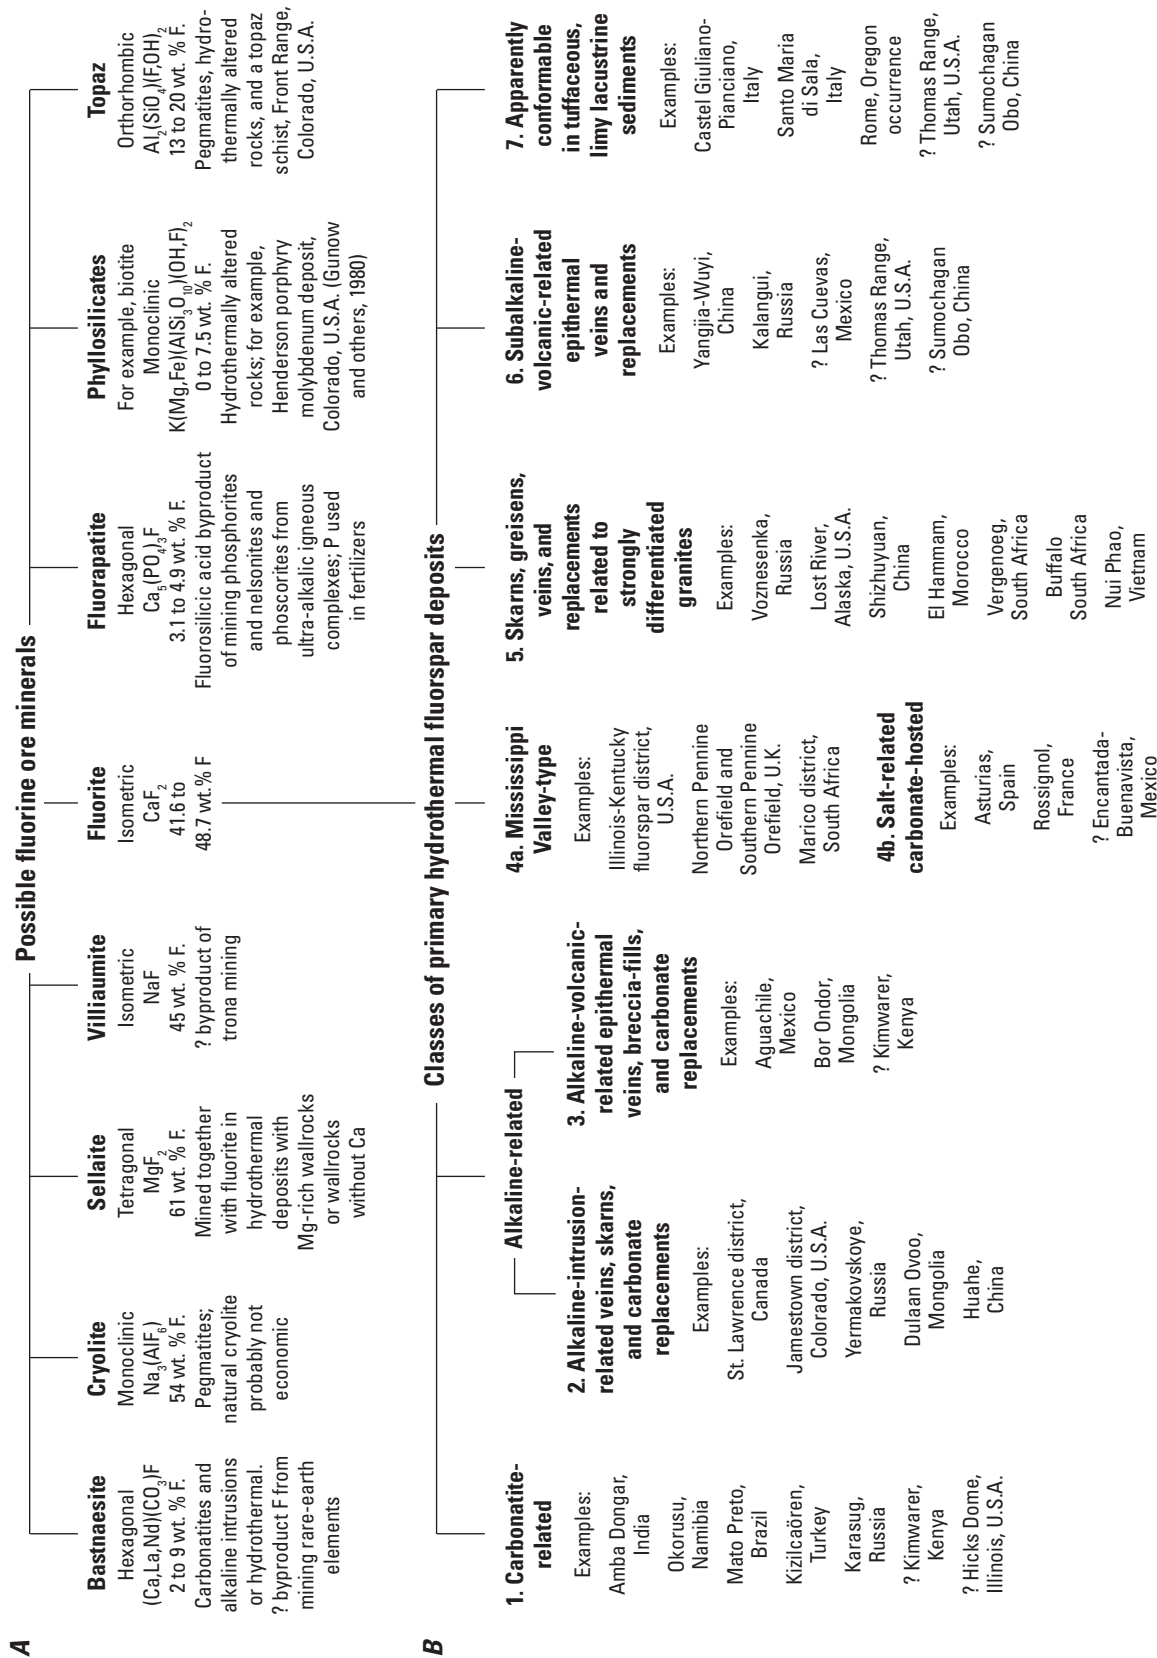 A
Possible fluorine ore minerals
Bastnaesite
Hexagonal
(Ca,La,Nd)(CO3)F
2 to 9 wt. % F.
Carbonatites and
alkaline intrusions
or hydrothermal.
? byproduct F from
mining rare-earth
elements
Cryolite
Monoclinic
Na3(AlF6)
54 wt. % F.
Pegmatites;
natural cryolite
probably not
economic
Sellaite
Tetragonal
MgF2
61 wt. % F.
Mined together
with fluorite in
hydrothermal
deposits with
Mg-rich wallrocks
or wallrocks
without Ca
Villiaumite
Isometric
NaF
45 wt. % F.
? byproduct of
trona mining
Fluorite
Isometric
CaF2
41.6 to
48.7 wt.% F
Fluorapatite
Hexagonal
Ca5(PO4)3F
3.1 to 4.9 wt. % F.
Fluorosilicic acid byproduct
of mining phosphorites
and nelsonites and
phoscorites from
ultra-alkalic igneous
complexes; P used
in fertilizers
Phyllosilicates
For example, biotite
Monoclinic
K(Mg,Fe)(AlSi3O10)(OH,F)2
0 to 7.5 wt. % F.
Hydrothermally altered
rocks; for example,
Henderson porphyry
molybdenum deposit,
Colorado, U.S.A. (Gunow
and others, 1980)
Topaz
Orthorhombic
Al2(SiO4)(F,OH)2
13 to 20 wt. % F.
Pegmatites, hydro-
thermally altered
rocks, and a topaz
schist, Front Range,
Colorado, U.S.A.
B
Classes of primary hydrothermal fluorspar deposits
1. Carbonatite-
related
Examples:
Amba Dongar,
India
Okorusu,
Namibia
Mato Preto,
Brazil
Kizilcaören,
Turkey
Karasug,
Russia
? Kimwarer,
Kenya
? Hicks Dome,
Illinois, U.S.A.
Alkaline-related
2. Alkaline-intrusion-
related veins, skarns,
and carbonate
replacements
Examples:
St. Lawrence district,
Canada
Jamestown district,
Colorado, U.S.A.
Yermakovskoye,
Russia
Dulaan Ovoo,
Mongolia
Huahe,
China
3. Alkaline-volcanic-
related epithermal
veins, breccia-fills,
and carbonate
replacements
Examples:
Aguachile,
Mexico
Bor Ondor,
Mongolia
? Kimwarer,
Kenya
4a. Mississippi
Valley-type
Examples:
Illinois-Kentucky
fluorspar district,
U.S.A.
Northern Pennine
Orefield and
Southern Pennine
Orefield, U.K.
Marico district,
South Africa
4b. Salt-related
carbonate-hosted
Examples:
Asturias,
Spain
Rossignol,
France
? Encantada-
Buenavista,
Mexico
5. Skarns, greisens,
veins, and
replacements
related to
strongly
differentiated
granites
Examples:
Voznesenka,
Russia
Lost River,
Alaska, U.S.A.
Shizhuyuan,
China
El Hammam,
Morocco
Vergenoeg,
South Africa
Buffalo
South Africa
Nui Phao,
Vietnam
6. Subalkaline-
volcanic-related
epithermal
veins and
replacements
Examples:
Yangjia-Wuyi,
China
Kalangui,
Russia
? Las Cuevas,
Mexico
? Thomas Range,
Utah, U.S.A.
? Sumochagan
Obo, China
7. Apparently
conformable
in tuffaceous,
limy lacustrine
sediments
Examples:
Castel Giuliano-
Pianciano,
Italy
Santo Maria
di Sala,
Italy
Rome, Oregon
occurrence
? Thomas Range,
Utah, U.S.A.
? Sumochagan
Obo, China